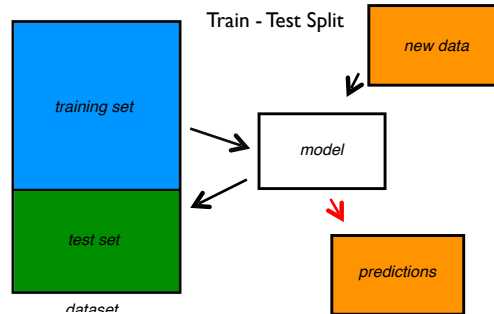 Train - Test Split
new data
training set
model
test set
predictions
dataset